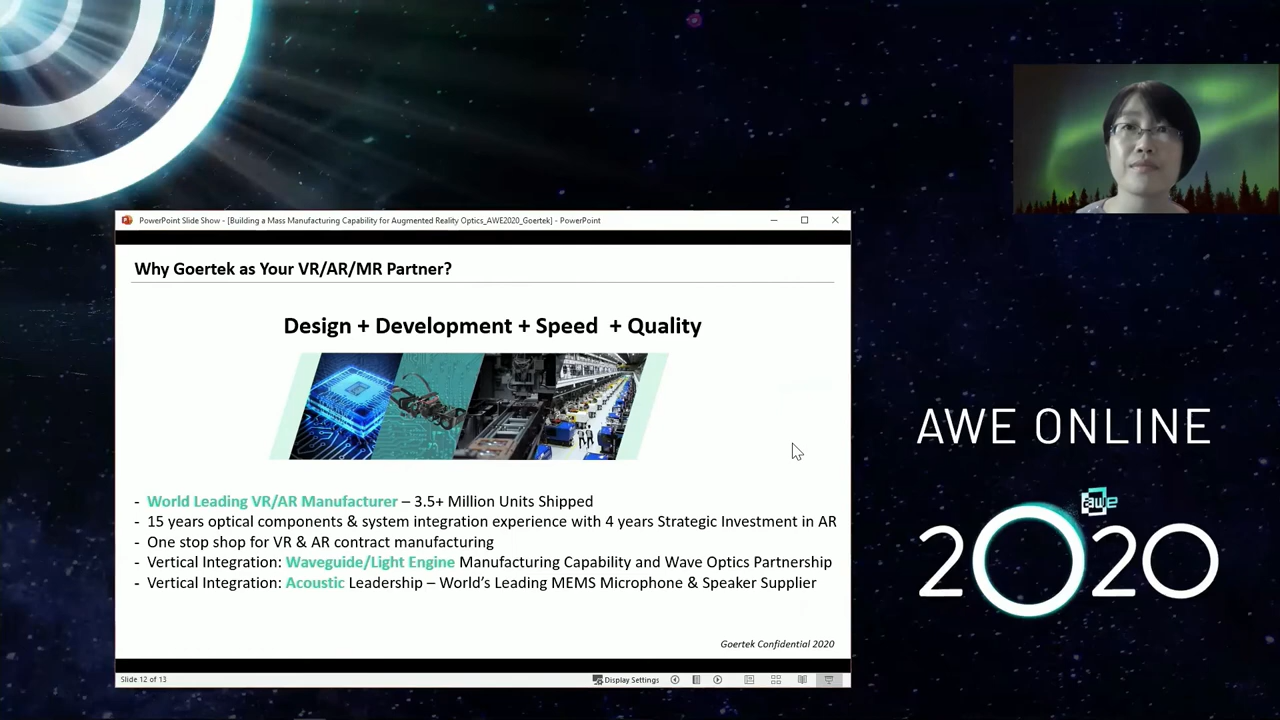 PowerPoint Slide Show - [Building a Mass Manufacturing Capability for Augmented Reality Optics_AWE2020_Goertek] - PowerPoint
Why Goertek as Your VR/AR/MR Partner?
Design + Development + Speed + Quality
- World Leading VR/AR Manufacturer – 3.5+ Million Units Shipped
- 15 years optical components & system integration experience with 4 years Strategic Investment in AR
- One stop shop for VR & AR contract manufacturing
- Vertical Integration: Waveguide/Light Engine Manufacturing Capability and Wave Optics Partnership
- Vertical Integration: Acoustic Leadership – World's Leading MEMS Microphone & Speaker Supplier
Goertek Confidential 2020
Slide 12 of 13
Display Settings
AWE ONLINE
awe
2020